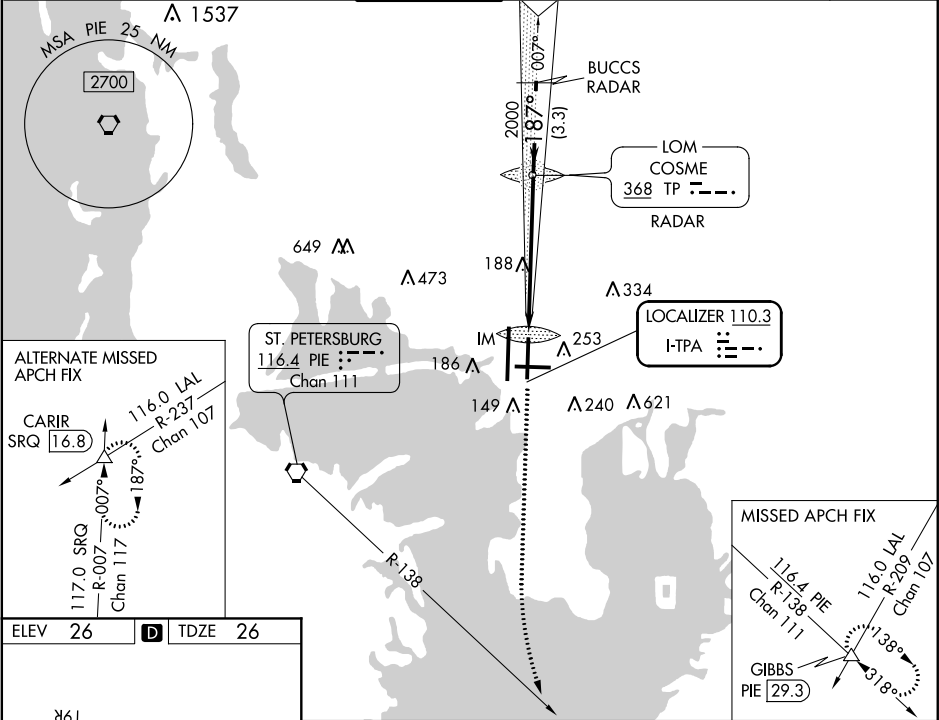 1537
MSA PIE 25 NM
2700
007°
BUCCS
RADAR
2000
187°
(3.3)
LOM
COSME
368 TP
RADAR
649
473
188
334
LOCALIZER 110.3
I-TPA
IM
253
ST. PETERSBURG
116.4 PIE
Chan 111
186
149
240
621
ALTERNATE MISSED
APCH FIX
116.0 LAL
R-237
Chan 107
CARIR
SRQ 16.8
007°
187°
117.0 SRQ
R-007
Chan 117
R-138
MISSED APCH FIX
116.4 PIE
R-138
Chan 111
116.0 LAL
R-209
Chan 107
138°
318°
GIBBS
PIE 29.3
ELEV 26 D TDZE 26
19R